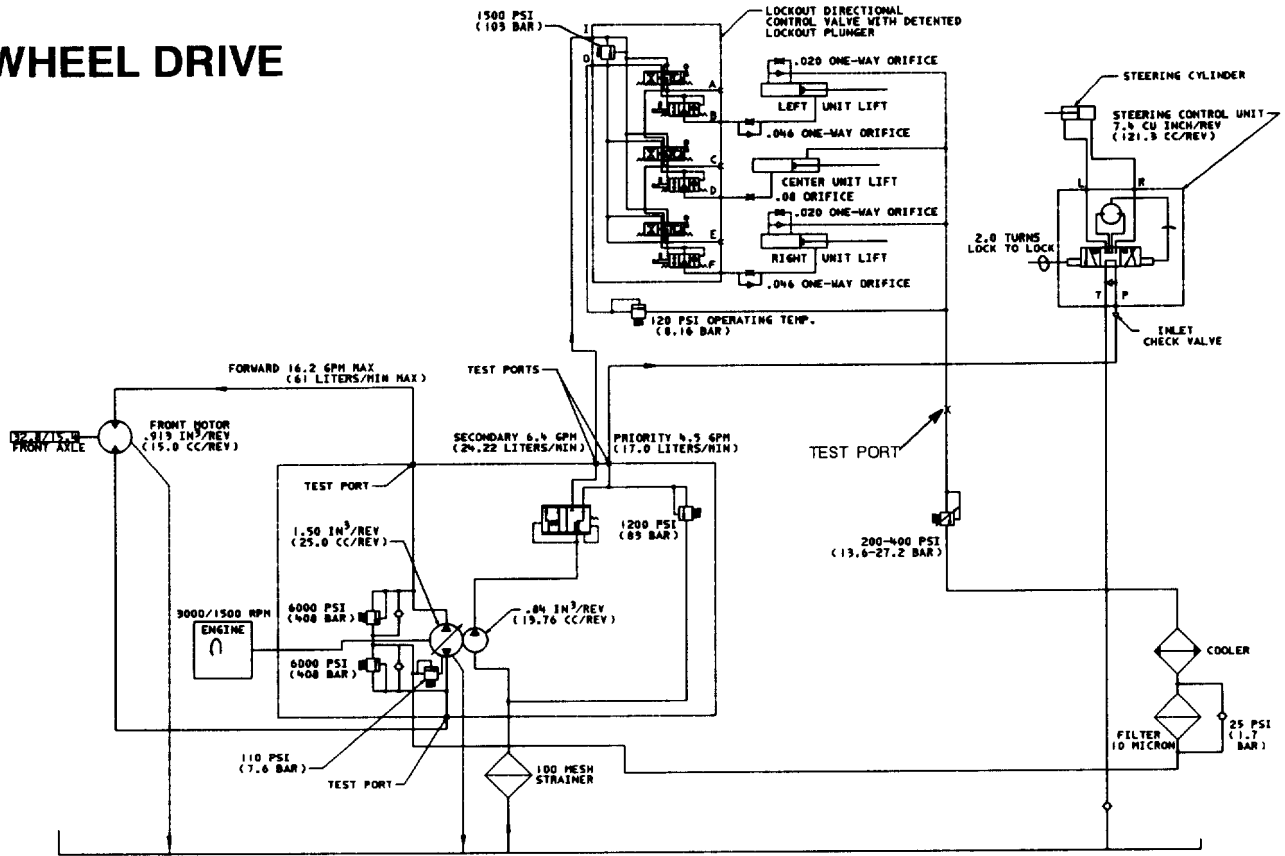 WHEEL DRIVE
1500 PSI
(103 BAR)
LOCKOUT DIRECTIONAL
CONTROL VALVE WITH DETENTED
LOCKOUT PLUNGER
I
A
B
C
D
E
F
.020 ONE-WAY ORIFICE
LEFT UNIT LIFT
.046 ONE-WAY ORIFICE
CENTER UNIT LIFT
.08 ORIFICE
.020 ONE-WAY ORIFICE
RIGHT UNIT LIFT
.046 ONE-WAY ORIFICE
120 PSI OPERATING TEMP.
(8.16 BAR)
STEERING CYLINDER
STEERING CONTROL UNIT
7.4 CU INCH/REV
(121.3 CC/REV)
L
R
2.0 TURNS
LOCK TO LOCK
T
P
INLET
CHECK VALVE
FORWARD 16.2 GPM MAX
(61 LITERS/MIN MAX)
TEST PORTS
FRONT MOTOR
.913 IN³/REV
(15.0 CC/REV)
FRONT AXLE
SECONDARY 6.4 GPM
(24.22 LITERS/MIN)
PRIORITY 4.5 GPM
(17.0 LITERS/MIN)
X
TEST PORT
TEST PORT
1.50 IN³/REV
(25.0 CC/REV)
1200 PSI
(83 BAR)
200-400 PSI
(13.6-27.2 BAR)
3000/1500 RPM
ENGINE
6000 PSI
(408 BAR)
6000 PSI
(408 BAR)
.84 IN³/REV
(13.76 CC/REV)
COOLER
FILTER
10 MICRON
25 PSI
(1.7
BAR)
110 PSI
(7.6 BAR)
TEST PORT
100 MESH
STRAINER